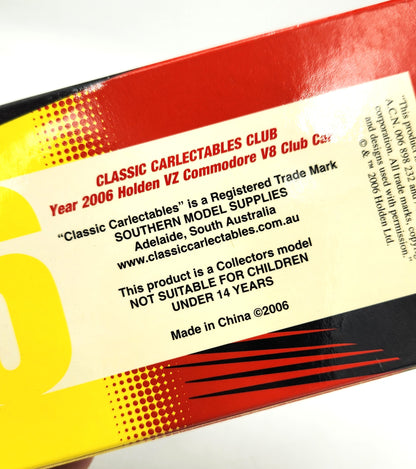 CLASSIC CARLECTABLES CLUB
Year 2006 Holden VZ Commodore V8 Club Car
"Classic Carlectables" is a Registered Trade Mark
SOUTHERN MODEL SUPPLIES
Adelaide, South Australia
www.classiccarlectables.com.au
This product is a Collectors model
NOT SUITABLE FOR CHILDREN
UNDER 14 YEARS
Made in China ©2006
"This product
A.C.N. 006 898 232 and
corporation. All trade marks, copyright
and designs used with permission.
© & ™ 2006 Holden Ltd.
6